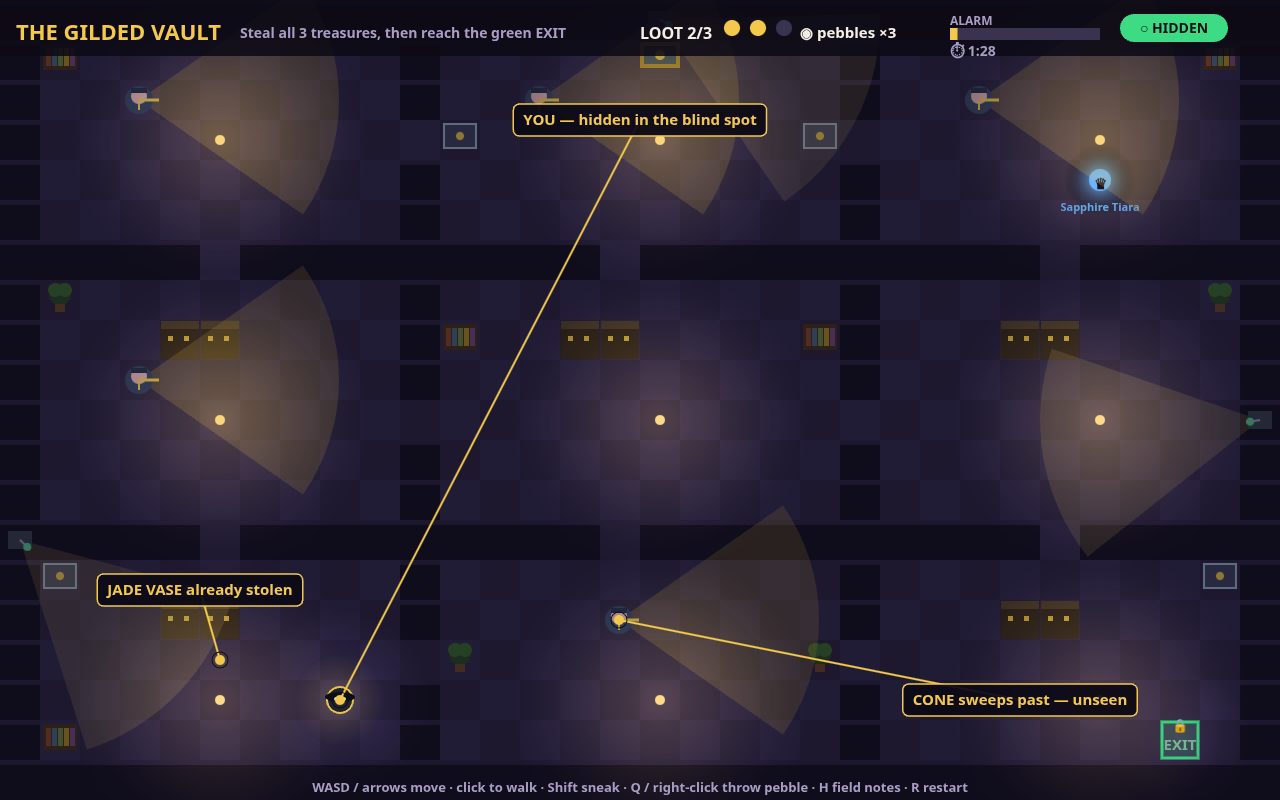 THE GILDED VAULT
Steal all 3 treasures, then reach the green EXIT
LOOT 2/3
◉ pebbles ×3
ALARM
⏱ 1:28
○ HIDDEN
YOU — hidden in the blind spot
Sapphire Tiara
JADE VASE already stolen
CONE sweeps past — unseen
EXIT
WASD / arrows move · click to walk · Shift sneak · Q / right-click throw pebble · H field notes · R restart